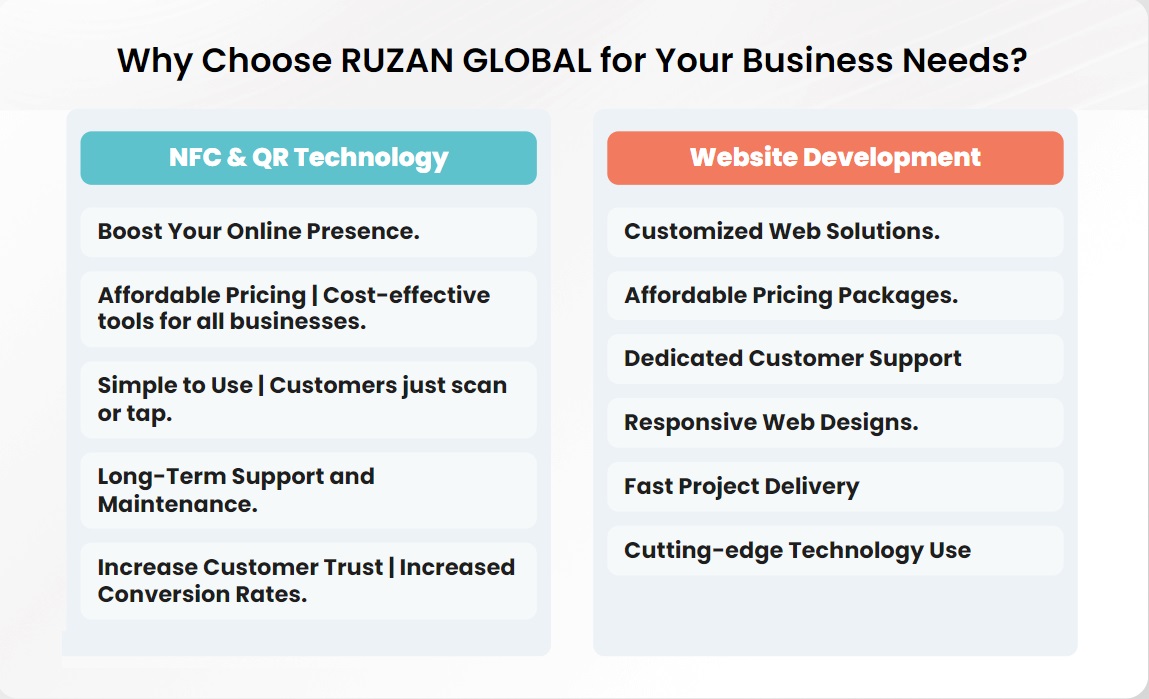 Why Choose RUZAN GLOBAL for Your Business Needs?
NFC & QR Technology
Boost Your Online Presence.
Affordable Pricing | Cost-effective
tools for all businesses.
Simple to Use | Customers just scan
or tap.
Long-Term Support and
Maintenance.
Increase Customer Trust | Increased
Conversion Rates.
Website Development
Customized Web Solutions.
Affordable Pricing Packages.
Dedicated Customer Support
Responsive Web Designs.
Fast Project Delivery
Cutting-edge Technology Use